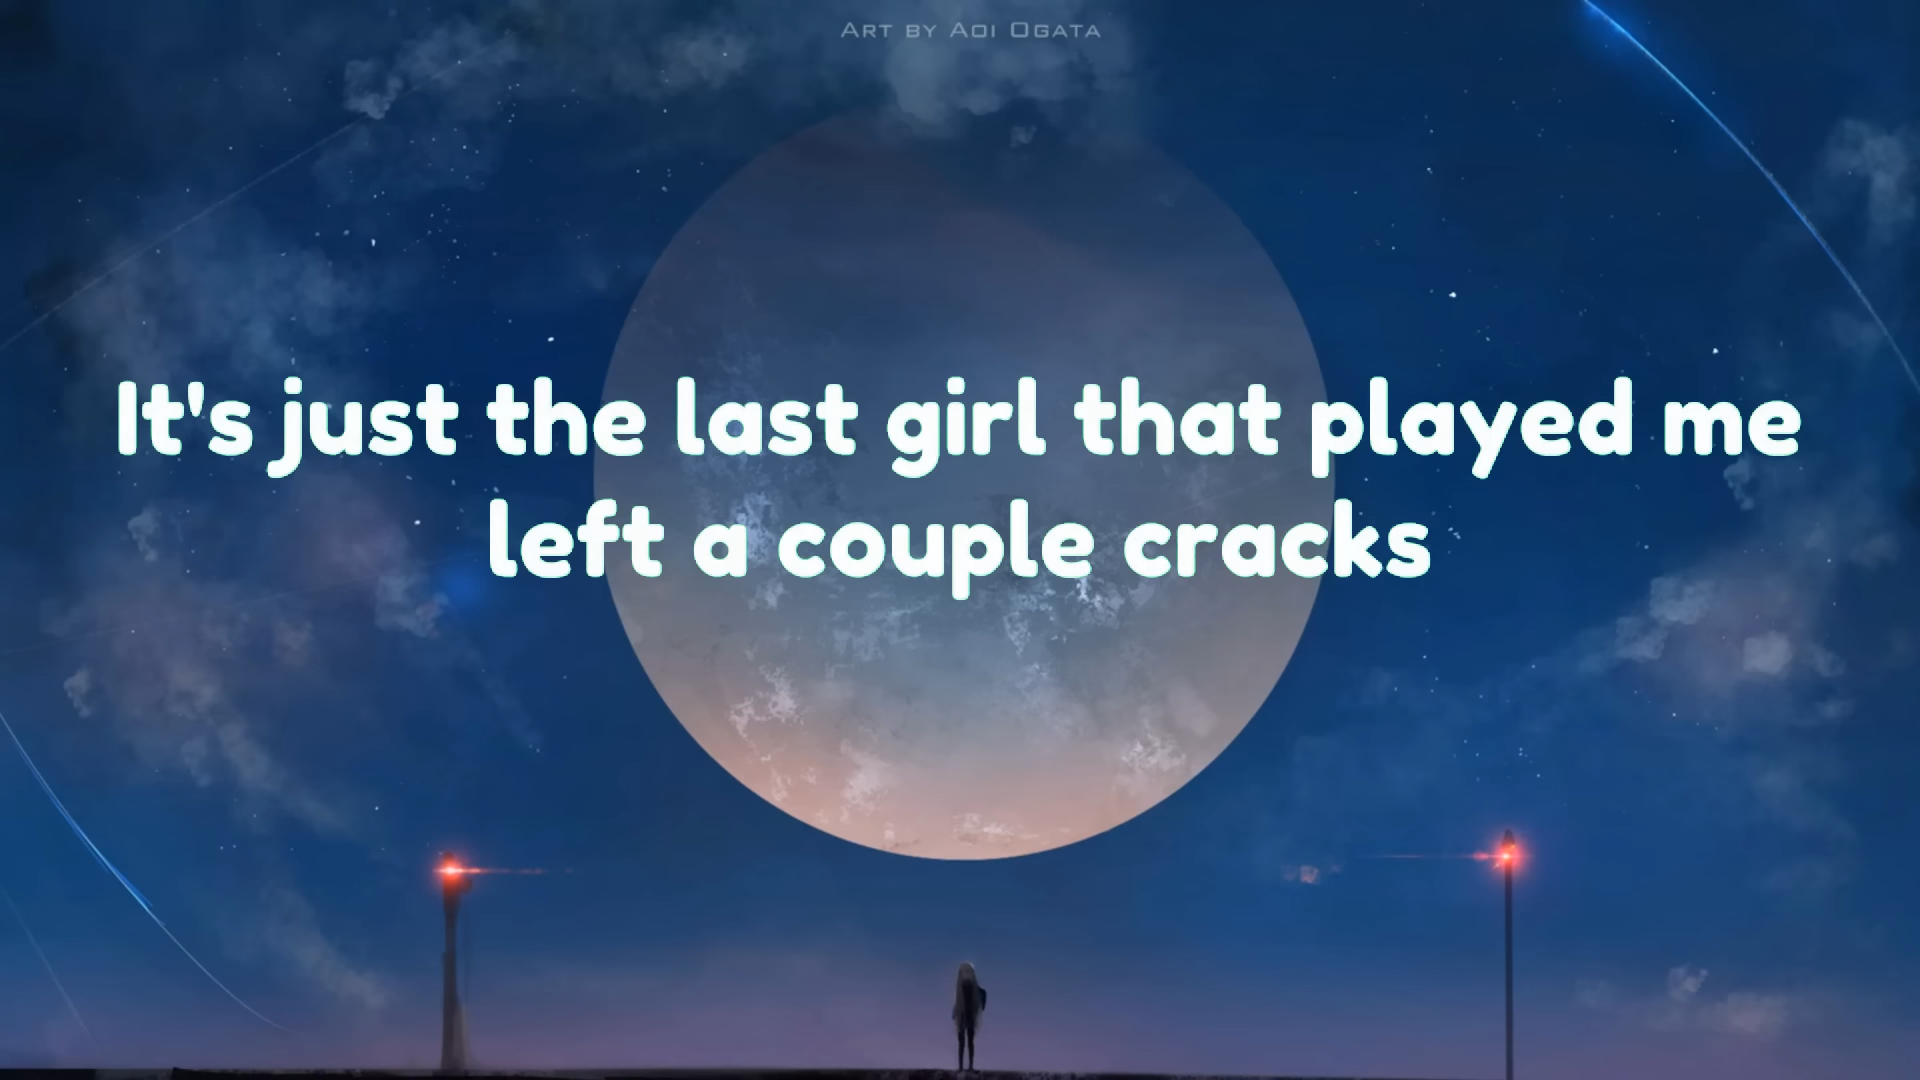 Art by Aoi Ogata
It's just the last girl that played me
left a couple cracks